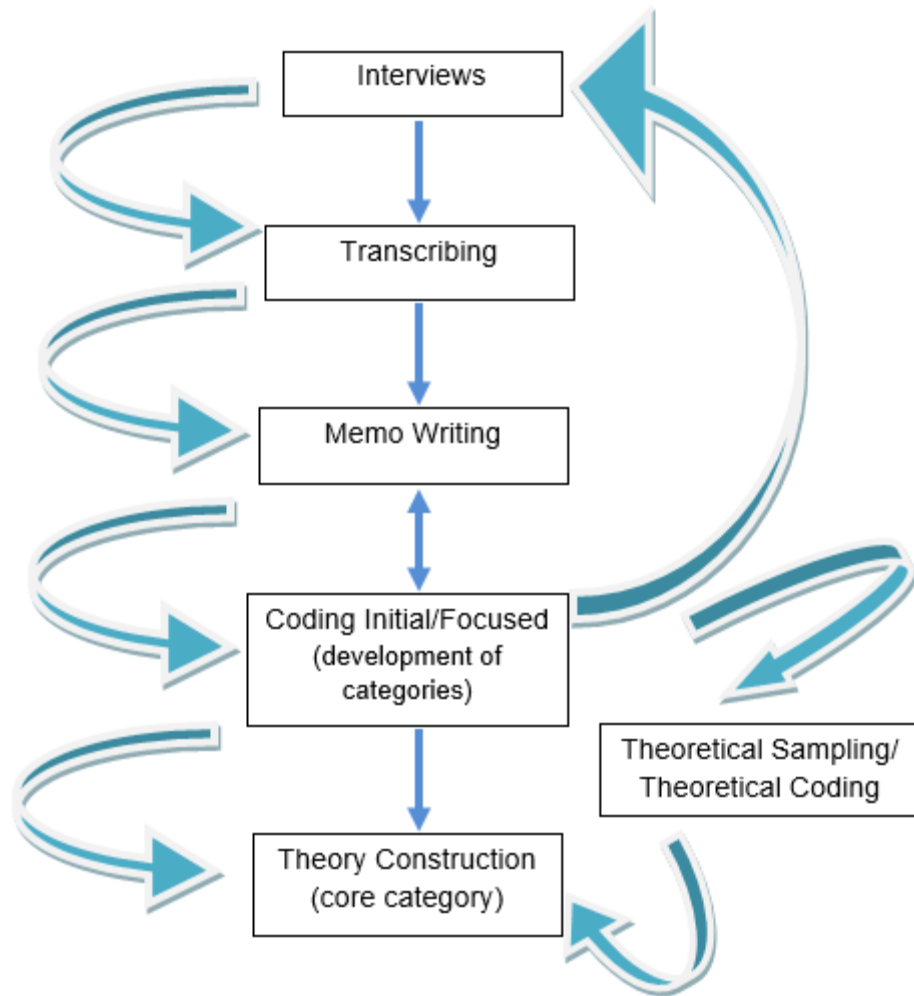 Interviews
Transcribing
Memo Writing
Coding Initial/Focused
(development of
categories)
Theoretical Sampling/
Theoretical Coding
Theory Construction
(core category)